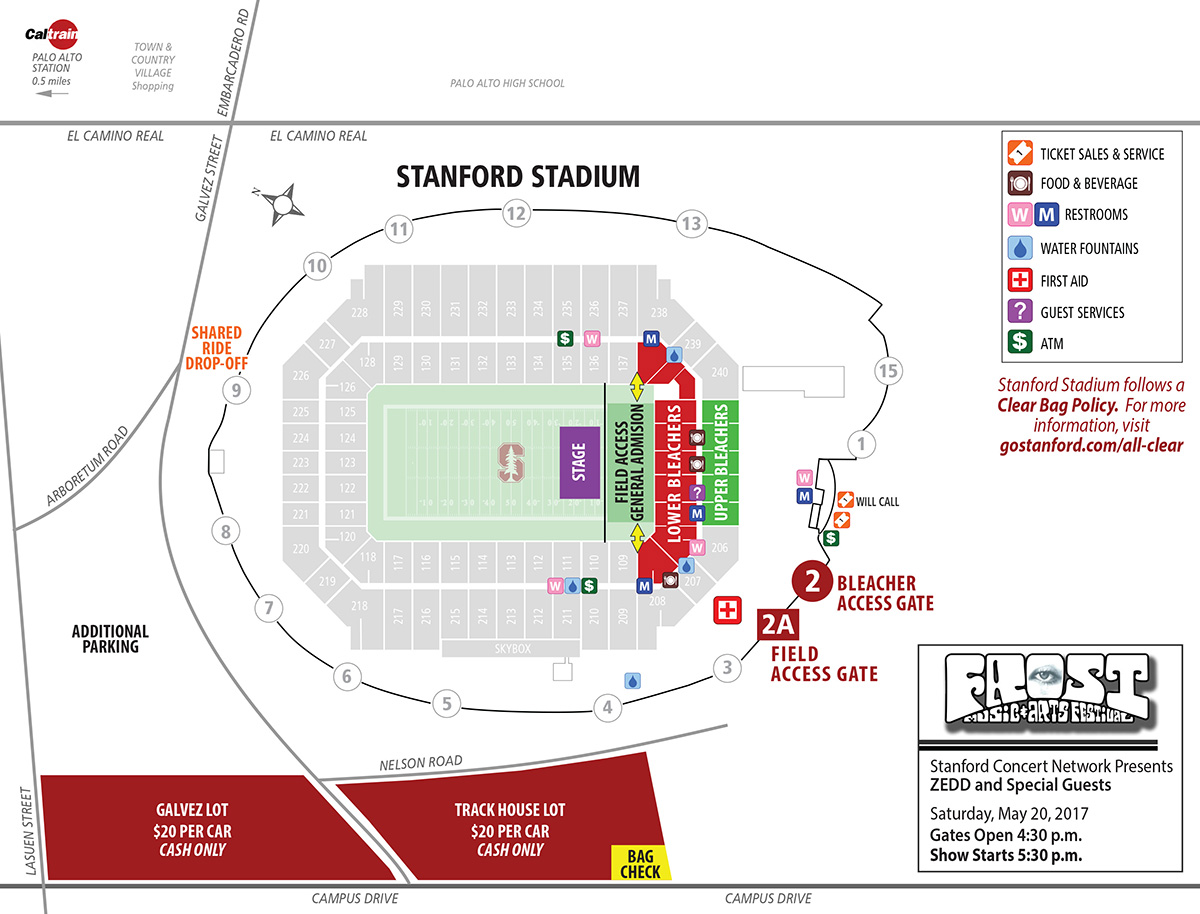 Caltrain
PALO ALTO
STATION
0.5 miles
TOWN &
COUNTRY
VILLAGE
Shopping
EMBARCADERO RD
PALO ALTO HIGH SCHOOL
EL CAMINO REAL
EL CAMINO REAL
GALVEZ STREET
STANFORD STADIUM
N
TICKET SALES & SERVICE
FOOD & BEVERAGE
W M RESTROOMS
WATER FOUNTAINS
FIRST AID
? GUEST SERVICES
$ ATM
Stanford Stadium follows a
Clear Bag Policy. For more
information, visit
gostanford.com/all-clear
12
11
13
10
SHARED
RIDE
DROP-OFF
9
15
1
8
7
6
5
4
3
228
229
230
231
232
233
234
235
236
237
238
227
239
226
240
$
W
M
128
129
130
131
132
133
134
135
136
137
126
225
125
224
124
223
123
222
122
221
121
220
120
219
118
117
116
115
114
113
112
111
110
109
218
217
216
215
214
213
212
211
210
209
208
207
206
STAGE
FIELD ACCESS
GENERAL ADMISION
LOWER BLEACHERS
UPPER BLEACHERS
S
?
M
W
W
$
M
SKYBOX
W
M
WILL CALL
$
2
BLEACHER
ACCESS GATE
2A
FIELD
ACCESS GATE
ARBORETUM ROAD
ADDITIONAL
PARKING
NELSON ROAD
LASUEN STREET
GALVEZ LOT
$20 PER CAR
CASH ONLY
TRACK HOUSE LOT
$20 PER CAR
CASH ONLY
BAG
CHECK
CAMPUS DRIVE
CAMPUS DRIVE
FROST
MUSIC+ARTS FESTIVAL
Stanford Concert Network Presents
ZEDD and Special Guests
Saturday, May 20, 2017
Gates Open 4:30 p.m.
Show Starts 5:30 p.m.